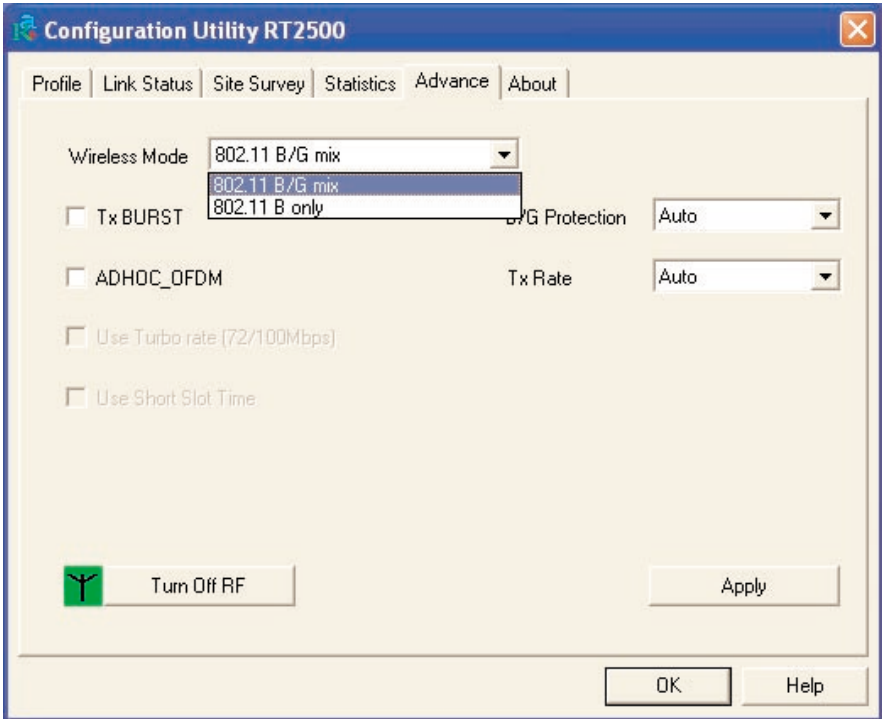 Configuration Utility RT2500
Profile Link Status Site Survey Statistics Advance About
Wireless Mode 802.11 B/G mix
802.11 B/G mix
802.11 B only
Tx BURST /G Protection Auto
ADHOC_OFDM Tx Rate Auto
Use Turbo rate (72/100Mbps)
Use Short Slot Time
Turn Off RF Apply
OK Help